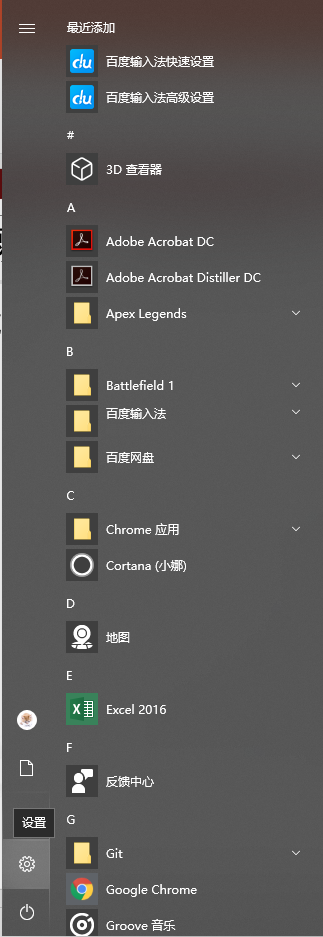 最近添加
百度输入法快速设置
百度输入法高级设置
#
3D 查看器
A
Adobe Acrobat DC
Adobe Acrobat Distiller DC
Apex Legends
B
Battlefield 1
百度输入法
百度网盘
C
Chrome 应用
Cortana (小娜)
D
地图
E
Excel 2016
F
反馈中心
设置
G
Git
Google Chrome
Groove 音乐